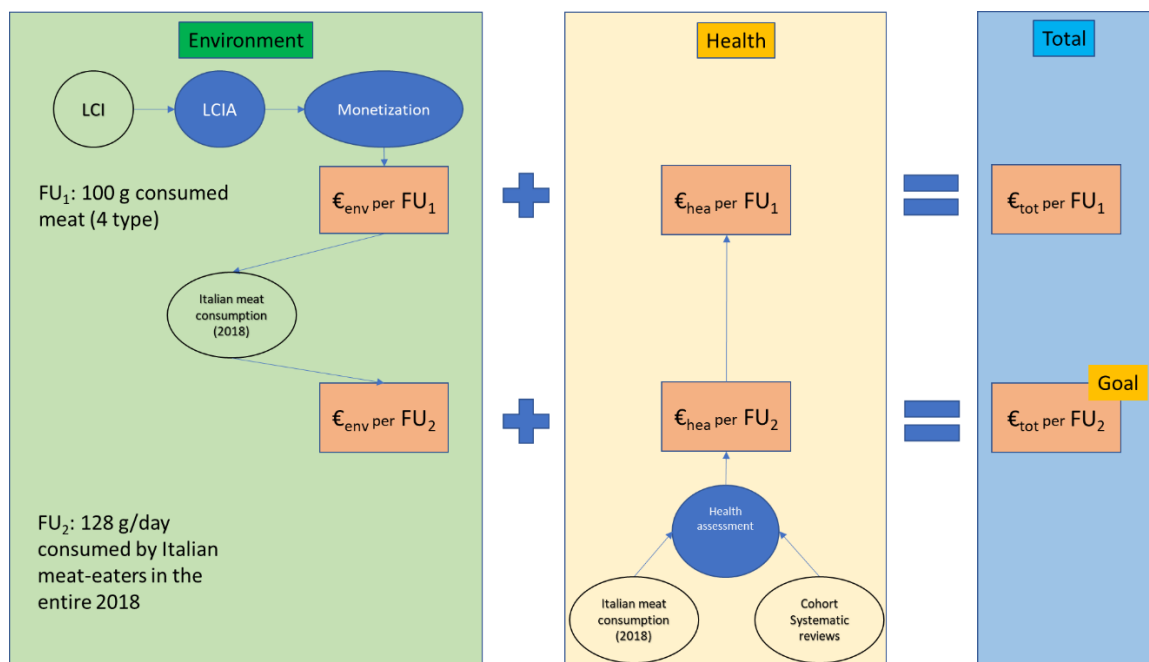 Environment
Health
Total
LCI
LCIA
Monetization
FU₁: 100 g consumed
meat (4 type)
€env per FU₁
€hea per FU₁
€tot per FU₁
Italian meat
consumption
(2018)
€env per FU₂
€hea per FU₂
Goal
€tot per FU₂
FU₂: 128 g/day
consumed by Italian
meat-eaters in the
entire 2018
Health
assessment
Italian meat
consumption
(2018)
Cohort
Systematic
reviews